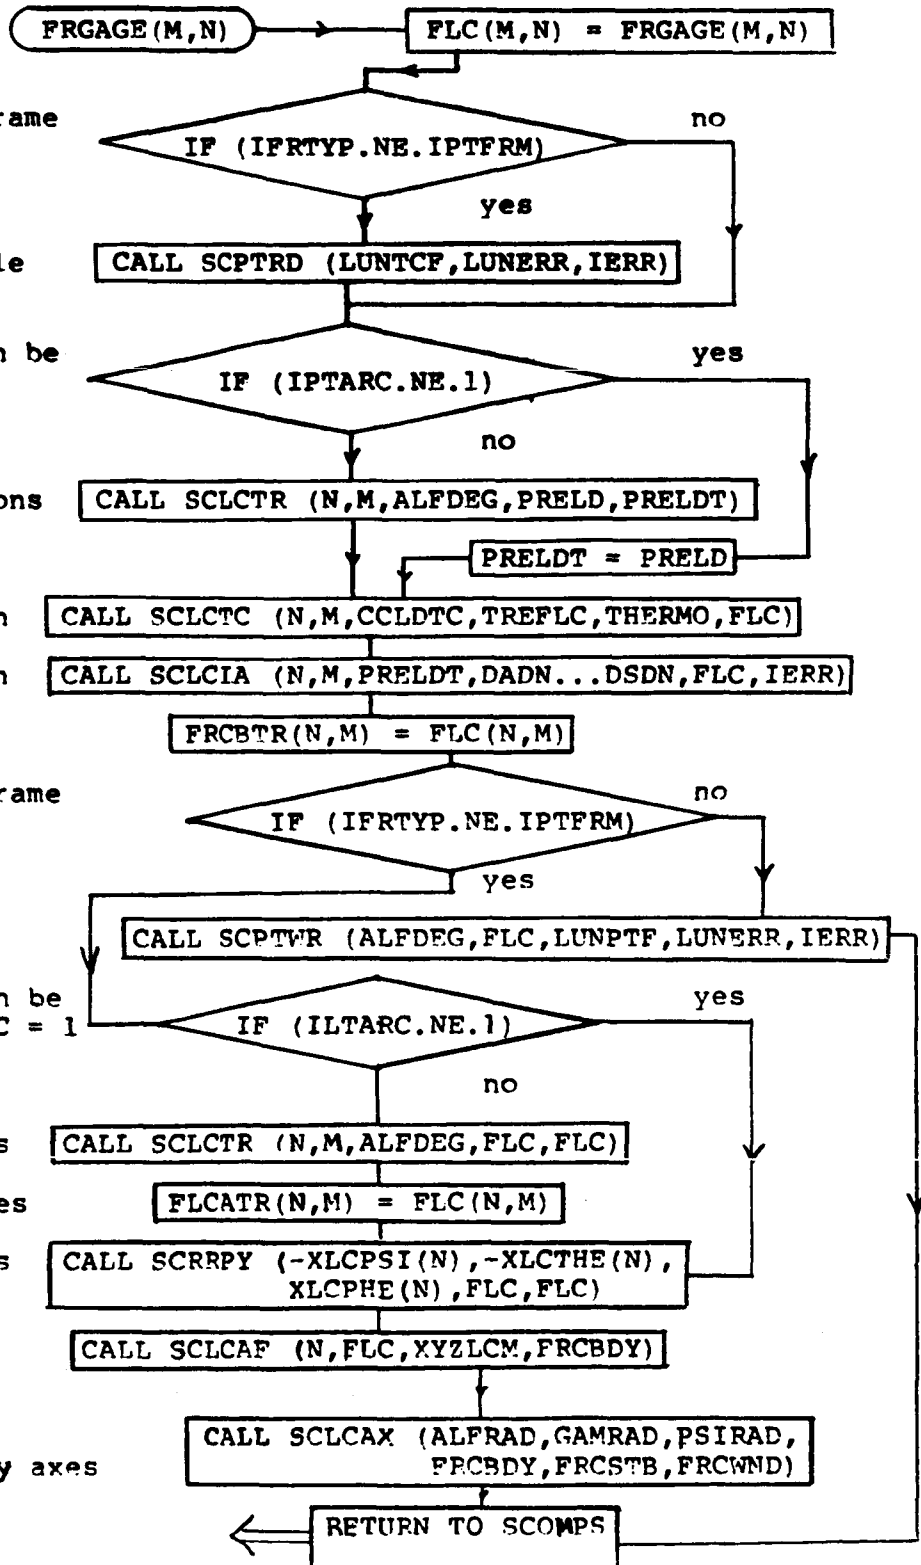 FRGAGE(M,N)
FLC(M,N) = FRGAGE(M,N)
rame
no
IF (IFRTYP.NE.IPTFRM)
yes
le
CALL SCPTRD (LUNTCF,LUNERR,IERR)
n be
yes
IF (IPTARC.NE.1)
no
ons
CALL SCLCTR (N,M,ALFDEG,PRELD,PRELDT)
PRELDT = PRELD
n
CALL SCLCTC (N,M,CCLDTC,TREFLC,THERMO,FLC)
n
CALL SCLCIA (N,M,PRELDT,DADN...DSDN,FLC,IERR)
FRCBTR(N,M) = FLC(N,M)
rame
no
IF (IFRTYP.NE.IPTFRM)
yes
CALL SCPTWR (ALFDEG,FLC,LUNPTF,LUNERR,IERR)
n be
yes
C = 1
IF (ILTARC.NE.1)
no
s
CALL SCLCTR (N,M,ALFDEG,FLC,FLC)
es
FLCATR(N,M) = FLC(N,M)
s
CALL SCRRPY (-XLCPSI(N),-XLCTHE(N),
XLCPHE(N),FLC,FLC)
CALL SCLCAF (N,FLC,XYZLCM,FRCBDY)
CALL SCLCAX (ALFRAD,GAMRAD,PSIRAD,
y axes
FRCBDY,FRCSTB,FRCWND)
RETURN TO SCOMPS